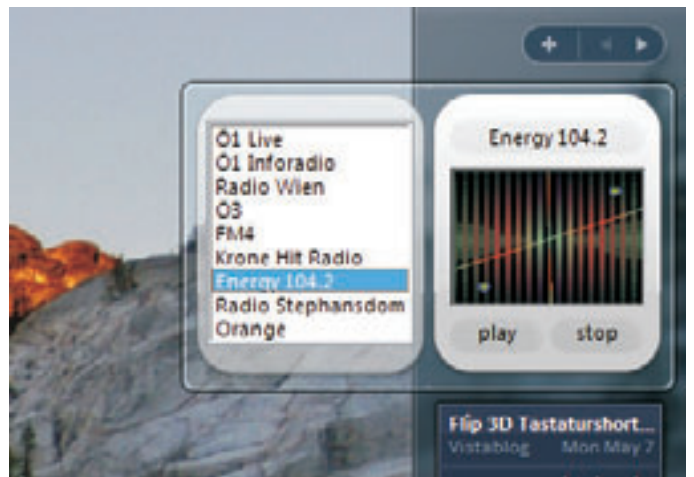 Ö1 Live
Ö1 Inforadio
Radio Wien
Ö3
FM4
Krone Hit Radio
Energy 104.2
Radio Stephansdom
Orange
Energy 104.2
play stop
Flip 3D Tastaturshort...
Vistablog Mon May 7